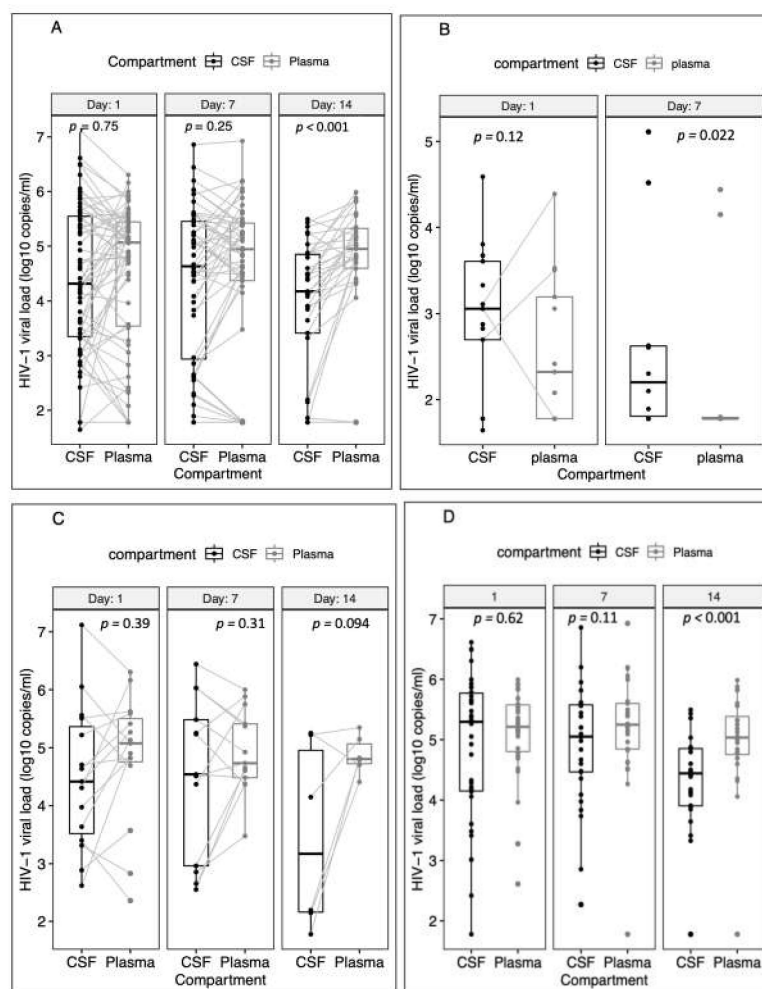 A
Compartment CSF Plasma
Day: 1 Day: 7 Day: 14
p = 0.75 p = 0.25 p < 0.001
HIV−1 viral load (log10 copies/ml)
7
6
5
4
3
2
CSF Plasma CSF Plasma CSF Plasma
Compartment
B
compartment CSF plasma
Day: 1 Day: 7
p = 0.12 p = 0.022
HIV−1 viral load (log10 copies/ml)
5
4
3
2
CSF plasma CSF plasma
Compartment
C
compartment CSF Plasma
Day: 1 Day: 7 Day: 14
p = 0.39 p = 0.31 p = 0.094
HIV−1 viral load (log10 copies/ml)
7
6
5
4
3
2
CSF Plasma CSF Plasma CSF Plasma
Compartment
D
compartment CSF Plasma
1 7 14
p = 0.62 p = 0.11 p < 0.001
HIV−1 viral load (log10 copies/ml)
7
6
5
4
3
2
CSF Plasma CSF Plasma CSF Plasma
Compartment